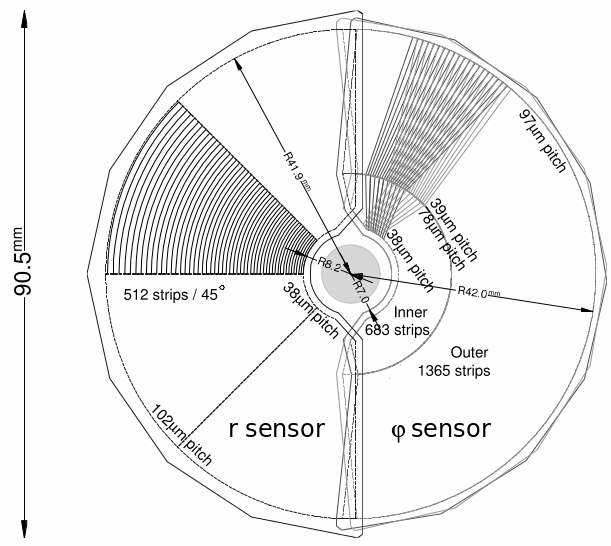 90.5mm
R41.9mm
97µm pitch
39µm pitch
78µm pitch
38µm pitch
R8.2
R7.0
R42.0mm
512 strips / 45°
38µm pitch
Inner
683 strips
Outer
1365 strips
102µm pitch
r sensor
φ sensor